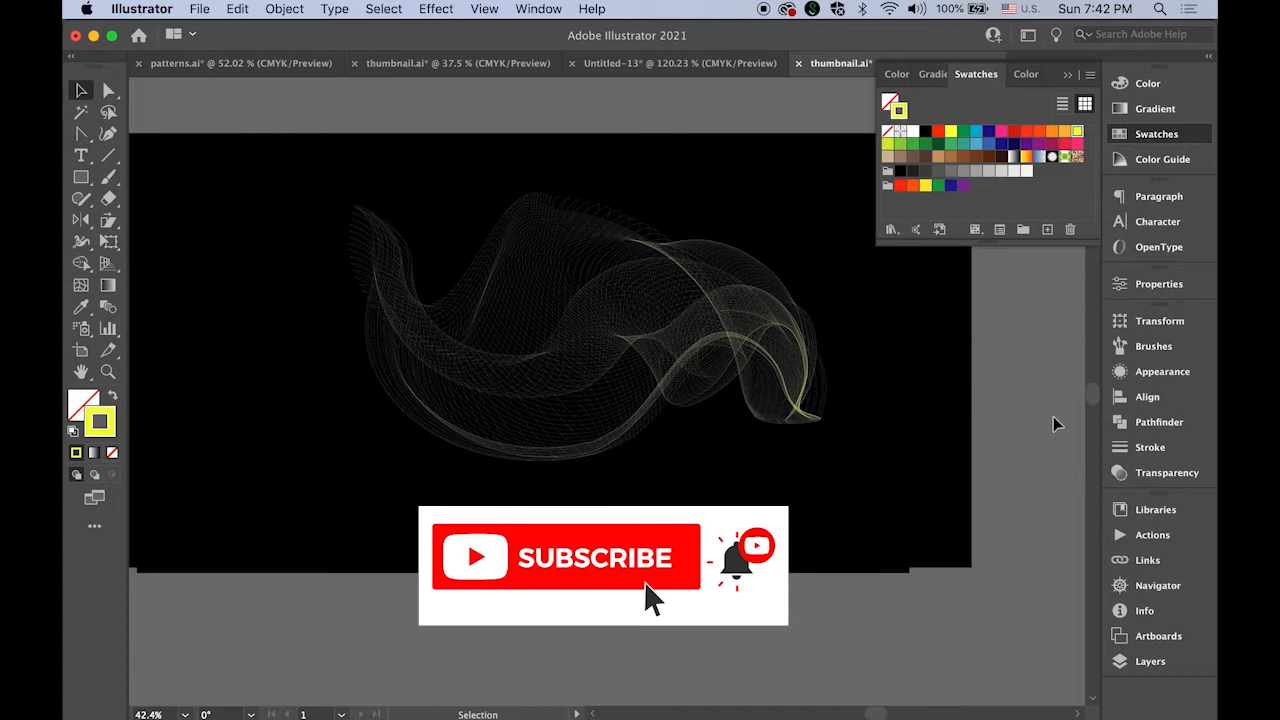 Illustrator File Edit Object Type Select Effect View Window Help 100% U.S. Sun 7:42 PM
Adobe Illustrator 2021 Search Adobe Help
patterns.ai* @ 52.02 % (CMYK/Preview) thumbnail.ai* @ 37.5 % (CMYK/Preview) Untitled-13* @ 120.23 % (CMYK/Preview) thumbnail.ai*
Color Gradie Swatches Color
Color
Gradient
Swatches
Color Guide
Paragraph
Character
OpenType
Properties
Transform
Brushes
Appearance
Align
Pathfinder
Stroke
Transparency
Libraries
Actions
Links
Navigator
Info
Artboards
Layers
SUBSCRIBE
42.4% 0° 1 Selection